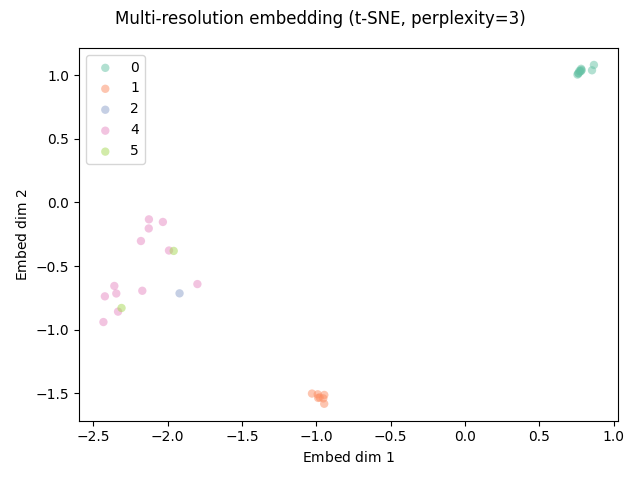 Multi-resolution embedding (t-SNE, perplexity=3)
0
1
2
4
5
1.0
0.5
0.0
−0.5
−1.0
−1.5
Embed dim 2
−2.5 −2.0 −1.5 −1.0 −0.5 0.0 0.5 1.0
Embed dim 1